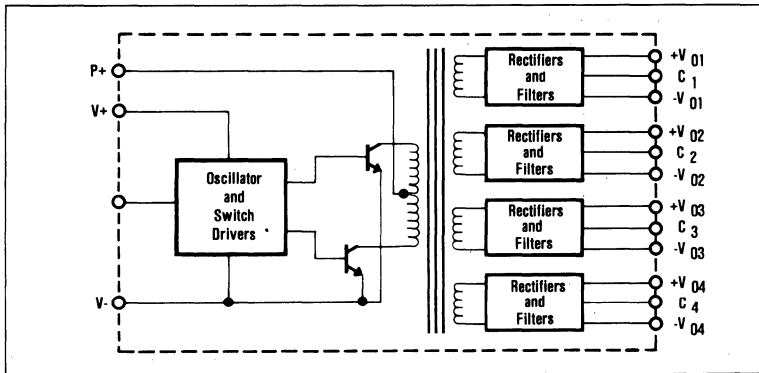 P+
V+
V-
Oscillator
and
Switch
Drivers
Rectifiers
and
Filters
+V 01
C 1
-V 01
Rectifiers
and
Filters
+V 02
C 2
-V 02
Rectifiers
and
Filters
+V 03
C 3
-V 03
Rectifiers
and
Filters
+V 04
C 4
-V 04